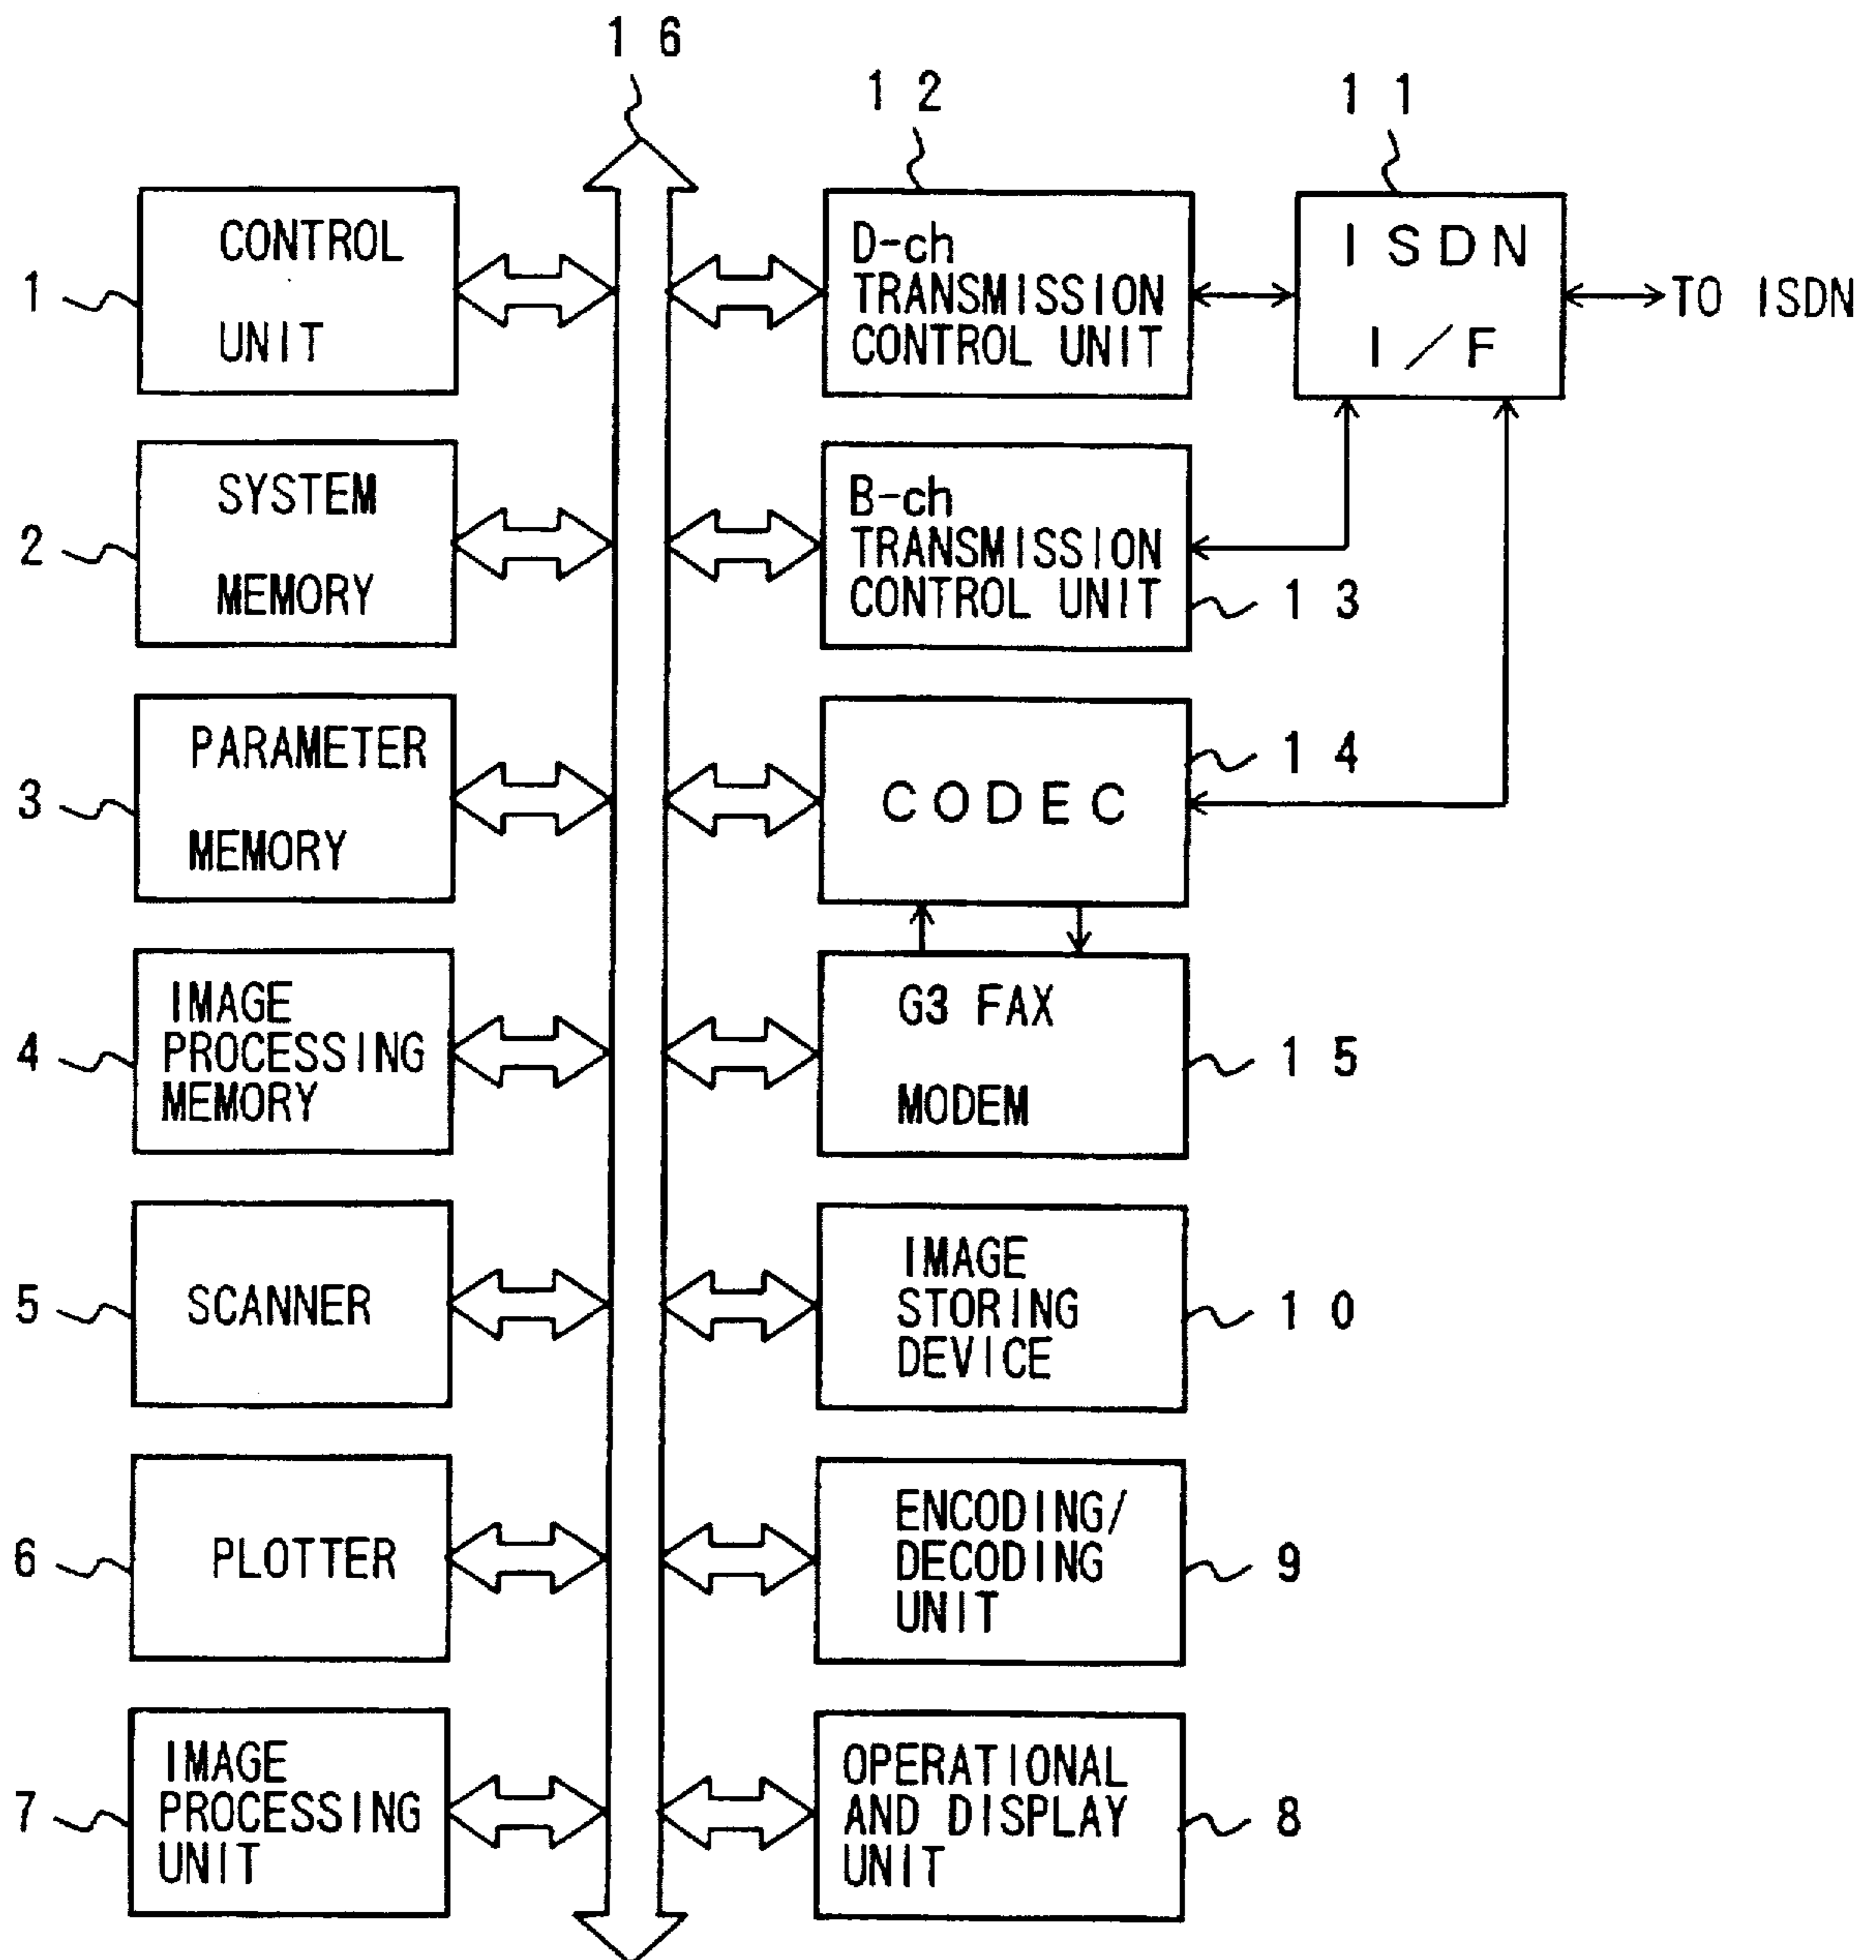 16
12
11
1
CONTROL
UNIT
D-ch
TRANSMISSION
CONTROL UNIT
ISDN
I/F
TO ISDN
2
SYSTEM
MEMORY
B-ch
TRANSMISSION
CONTROL UNIT
13
3
PARAMETER
MEMORY
CODEC
14
4
IMAGE
PROCESSING
MEMORY
G3 FAX
MODEM
15
5
SCANNER
IMAGE
STORING
DEVICE
10
6
PLOTTER
ENCODING/
DECODING
UNIT
9
7
IMAGE
PROCESSING
UNIT
OPERATIONAL
AND DISPLAY
UNIT
8